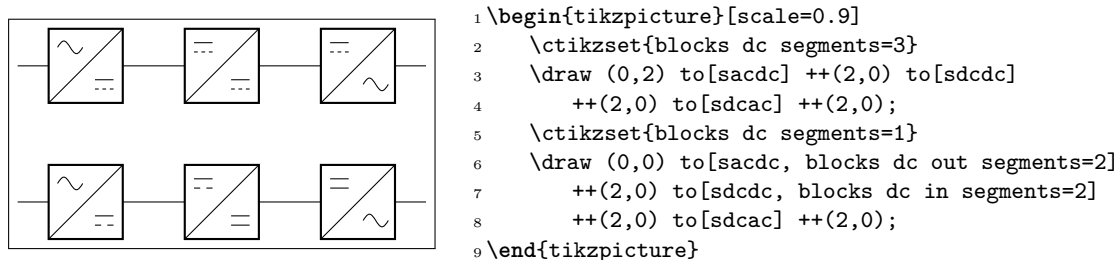 1 \begin{tikzpicture}[scale=0.9]
2 \ctikzset{blocks dc segments=3}
3 \draw (0,2) to[sacdc] ++(2,0) to[sdcdc]
4 ++(2,0) to[sdcac] ++(2,0);
5 \ctikzset{blocks dc segments=1}
6 \draw (0,0) to[sacdc, blocks dc out segments=2]
7 ++(2,0) to[sdcdc, blocks dc in segments=2]
8 ++(2,0) to[sdcac] ++(2,0);
9 \end{tikzpicture}